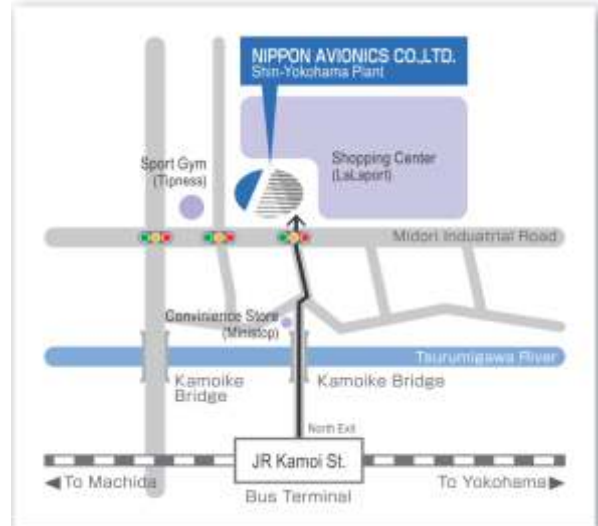 NIPPON AVIONICS CO.,LTD.
Shin-Yokohama Plant
Sport Gym
(Tipness)
Shopping Center
(LaLaport)
Midori Industrial Road
Convinience Store
(Ministop)
Tsurumigawa River
Kamoike
Bridge
Kamoike Bridge
North Exit
JR Kamoi St.
◀To Machida
To Yokohama▶
Bus Terminal